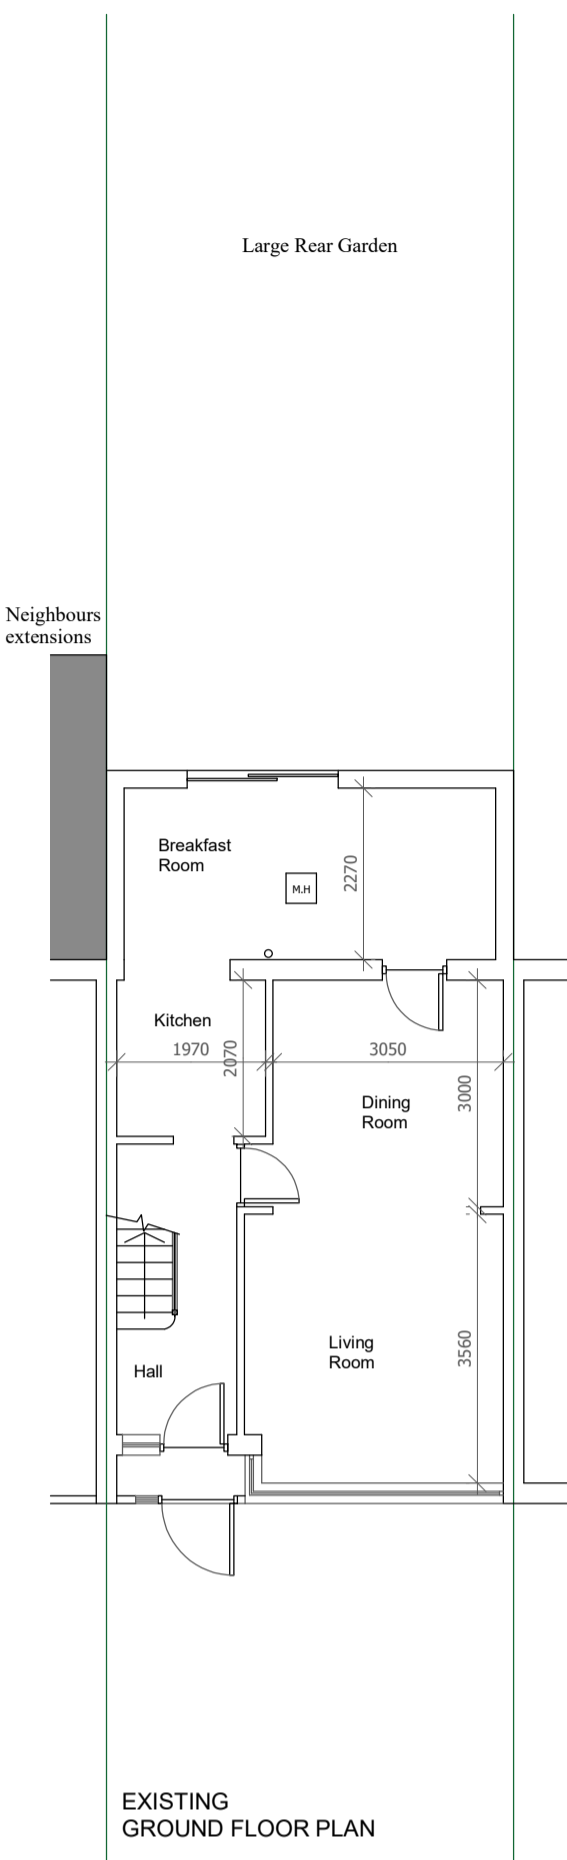 Large Rear Garden
Neighbours
extensions
Breakfast
Room
M.H
2270
Kitchen
1970
2070
3050
3000
Dining
Room
Living
Room
3560
Hall
EXISTING
GROUND FLOOR PLAN